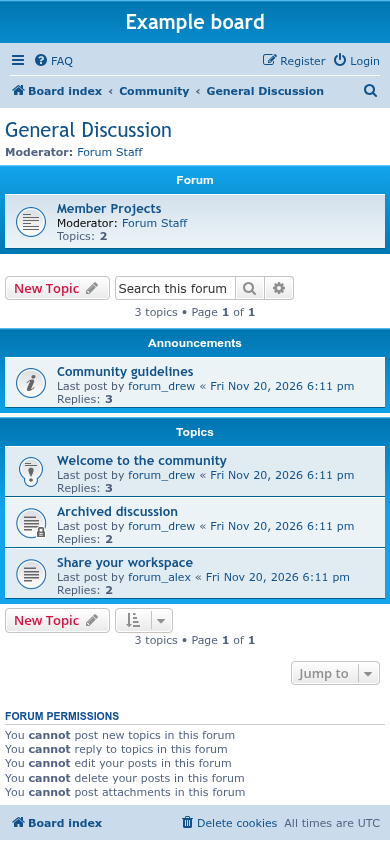 Example board
FAQ Register Login
Board index ‹ Community ‹ General Discussion
General Discussion
Moderator: Forum Staff
Forum
Member Projects
Moderator: Forum Staff
Topics: 2
New Topic Search this forum
3 topics • Page 1 of 1
Announcements
Community guidelines
Last post by forum_drew « Fri Nov 20, 2026 6:11 pm
Replies: 3
Topics
Welcome to the community
Last post by forum_drew « Fri Nov 20, 2026 6:11 pm
Replies: 3
Archived discussion
Last post by forum_drew « Fri Nov 20, 2026 6:11 pm
Replies: 2
Share your workspace
Last post by forum_alex « Fri Nov 20, 2026 6:11 pm
Replies: 2
New Topic
3 topics • Page 1 of 1
Jump to
FORUM PERMISSIONS
You cannot post new topics in this forum
You cannot reply to topics in this forum
You cannot edit your posts in this forum
You cannot delete your posts in this forum
You cannot post attachments in this forum
Board index Delete cookies All times are UTC